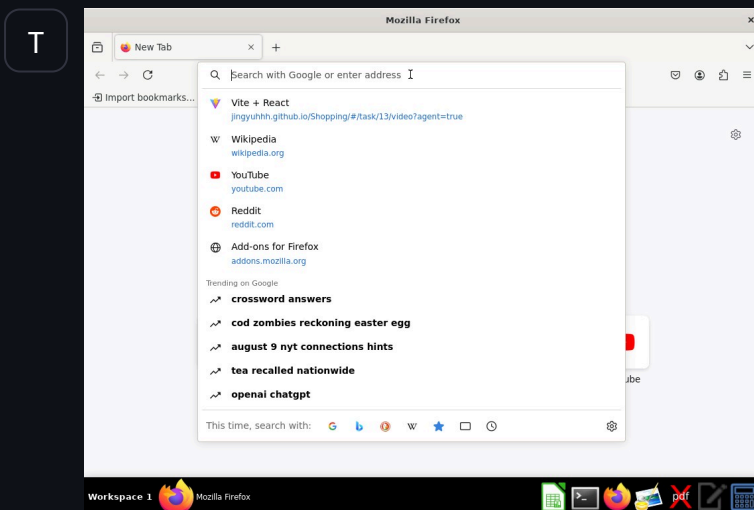 T
Mozilla Firefox
New Tab
Search with Google or enter address
Import bookmarks...
Vite + React
jingyuhhh.github.io/Shopping/#/task/13/video?agent=true
Wikipedia
wikipedia.org
YouTube
youtube.com
Reddit
reddit.com
Add-ons for Firefox
addons.mozilla.org
Trending on Google
crossword answers
cod zombies reckoning easter egg
august 9 nyt connections hints
tea recalled nationwide
ube
openai chatgpt
This time, search with:
Workspace 1
Mozilla Firefox
pdf